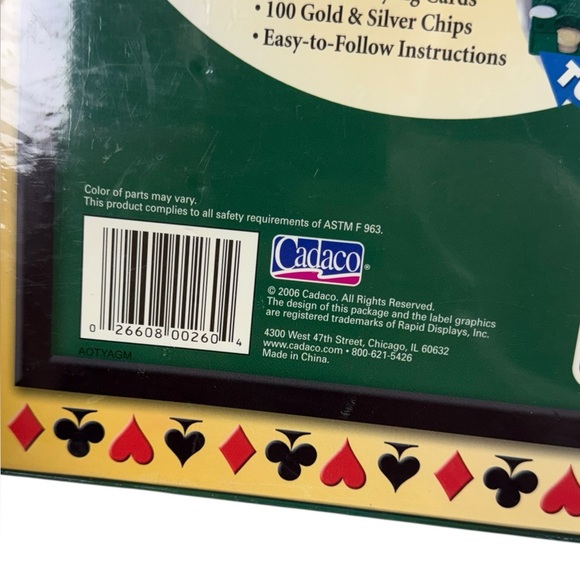 Cards
• 100 Gold & Silver Chips
• Easy-to-Follow Instructions
Color of parts may vary.
This product complies to all safety requirements of ASTM F 963.
Cadaco®
© 2006 Cadaco. All Rights Reserved.
The design of this package and the label graphics
are registered trademarks of Rapid Displays, Inc.
4300 West 47th Street, Chicago, IL 60632
www.cadaco.com • 800-621-5426
Made in China.
0 26608 00260 4
AOTYAGM